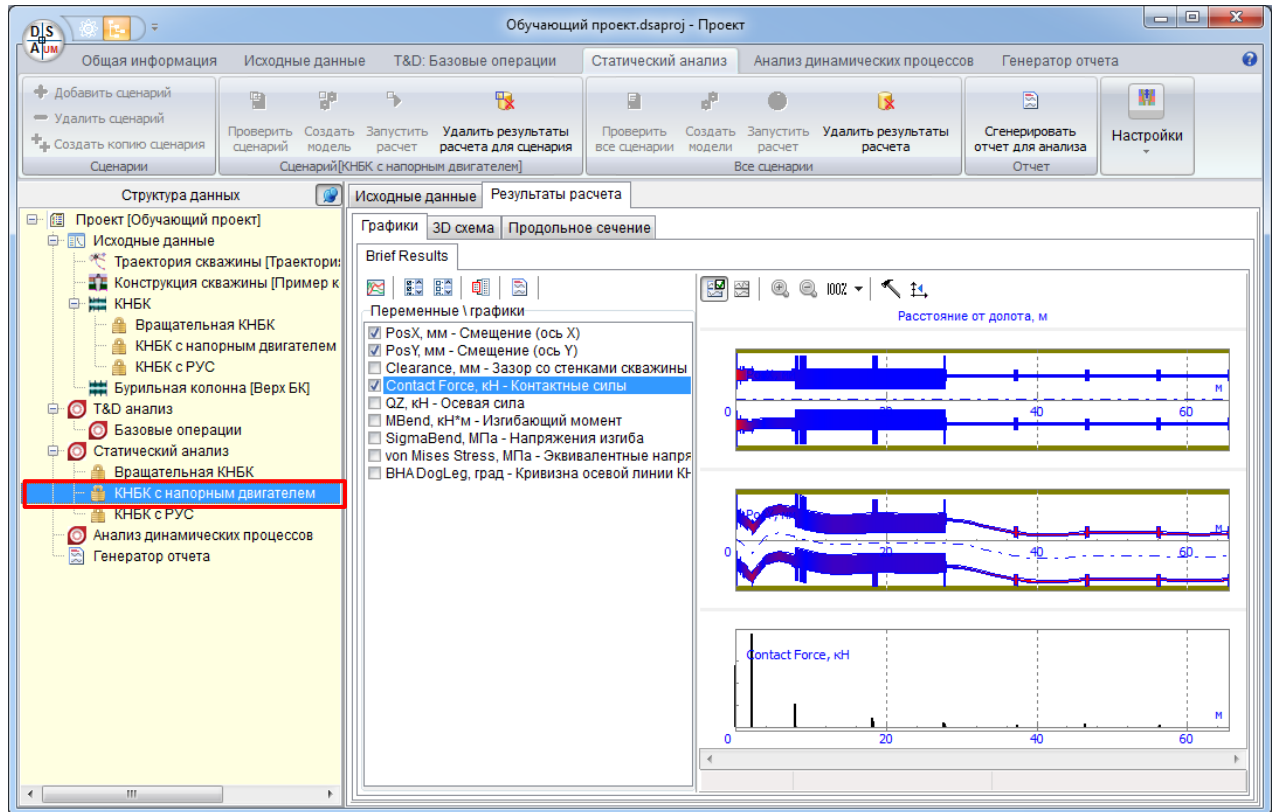 Обучающий проект.dsaproj - Проект
D S
A UM
Общая информация Исходные данные T&D: Базовые операции Статический анализ Анализ динамических процессов Генератор отчета
Добавить сценарий
Удалить сценарий
Создать копию сценария
Сценарии
Проверить сценарий
Создать модель
Запустить расчет
Удалить результаты расчета для сценария
Сценарий[КНБК с напорным двигателем]
Проверить все сценарии
Создать модели
Запустить расчет
Удалить результаты расчета
Все сценарии
Сгенерировать отчет для анализа
Отчет
Настройки
Структура данных
Проект [Обучающий проект]
Исходные данные
Траектория скважины [Траектори
Конструкция скважины [Пример к
КНБК
Вращательная КНБК
КНБК с напорным двигателем
КНБК с РУС
Бурильная колонна [Верх БК]
T&D анализ
Базовые операции
Статический анализ
Вращательная КНБК
КНБК с напорным двигателем
КНБК с РУС
Анализ динамических процессов
Генератор отчета
Исходные данные Результаты расчета
Графики 3D схема Продольное сечение
Brief Results
100%
Переменные \ графики
PosX, мм - Смещение (ось X)
PosY, мм - Смещение (ось Y)
Clearance, мм - Зазор со стенками скважины
Contact Force, кН - Контактные силы
QZ, кН - Осевая сила
MBend, кН*м - Изгибающий момент
SigmaBend, МПа - Напряжения изгиба
von Mises Stress, МПа - Эквивалентные напря
BHADogLeg, град - Кривизна осевой линии КН
Расстояние от долота, м
м
0 20 40 60
м
0 20 40 60
Contact Force, кН
м
0 20 40 60